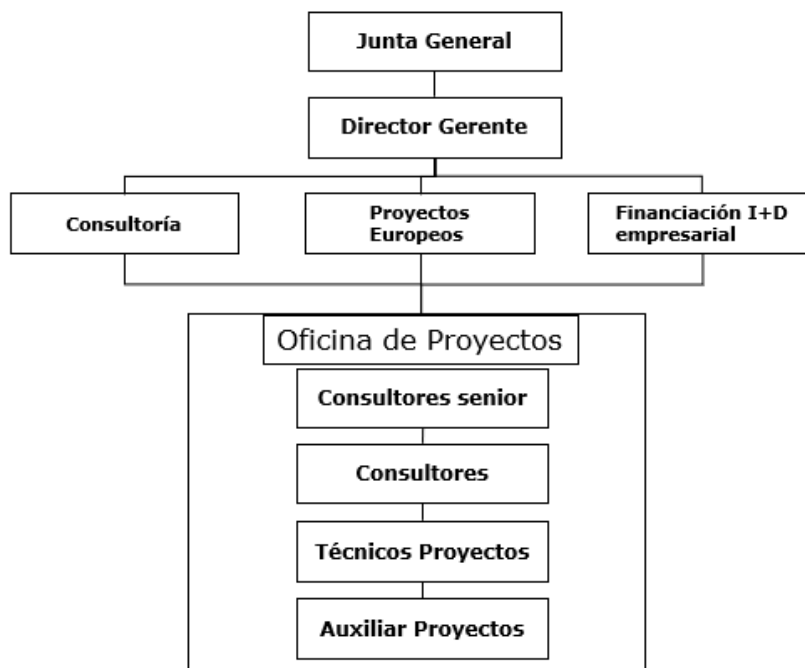 Junta General
Director Gerente
Consultoría
Proyectos
Europeos
Financiación I+D
empresarial
Oficina de Proyectos
Consultores senior
Consultores
Técnicos Proyectos
Auxiliar Proyectos